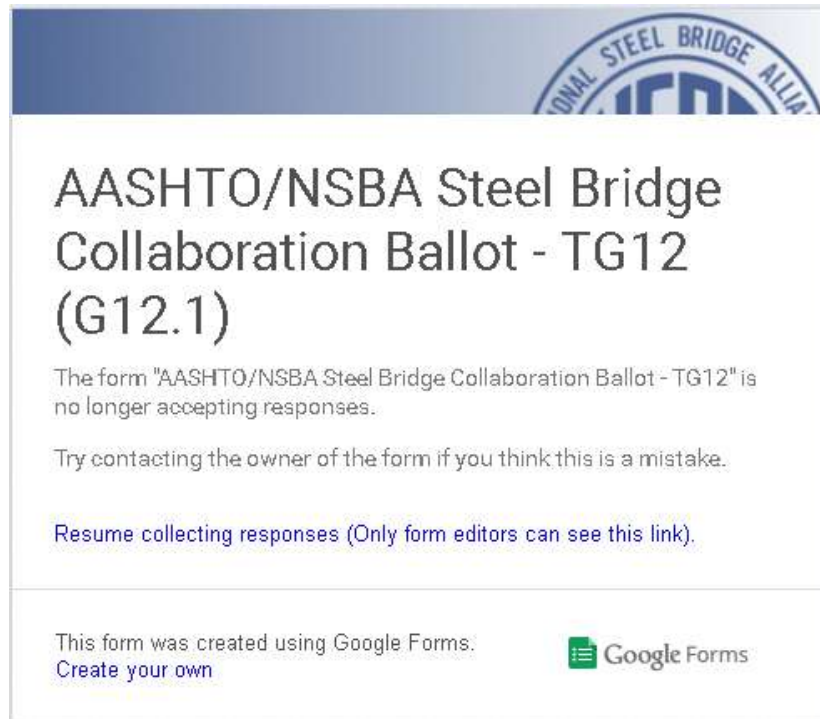 IONAL STEEL BRIDGE ALLIA
AASHTO/NSBA Steel Bridge
Collaboration Ballot - TG12
(G12.1)
The form "AASHTO/NSBA Steel Bridge Collaboration Ballot - TG12" is
no longer accepting responses.
Try contacting the owner of the form if you think this is a mistake.
Resume collecting responses (Only form editors can see this link).
This form was created using Google Forms.
Create your own
Google Forms